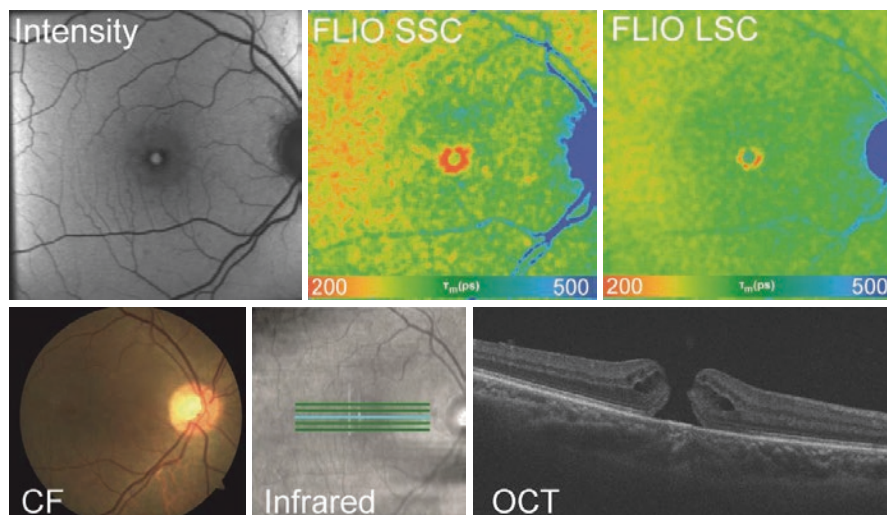 Intensity
FLIO SSC
FLIO LSC
200 τm(ps) 500
200 τm(ps) 500
CF
Infrared
OCT